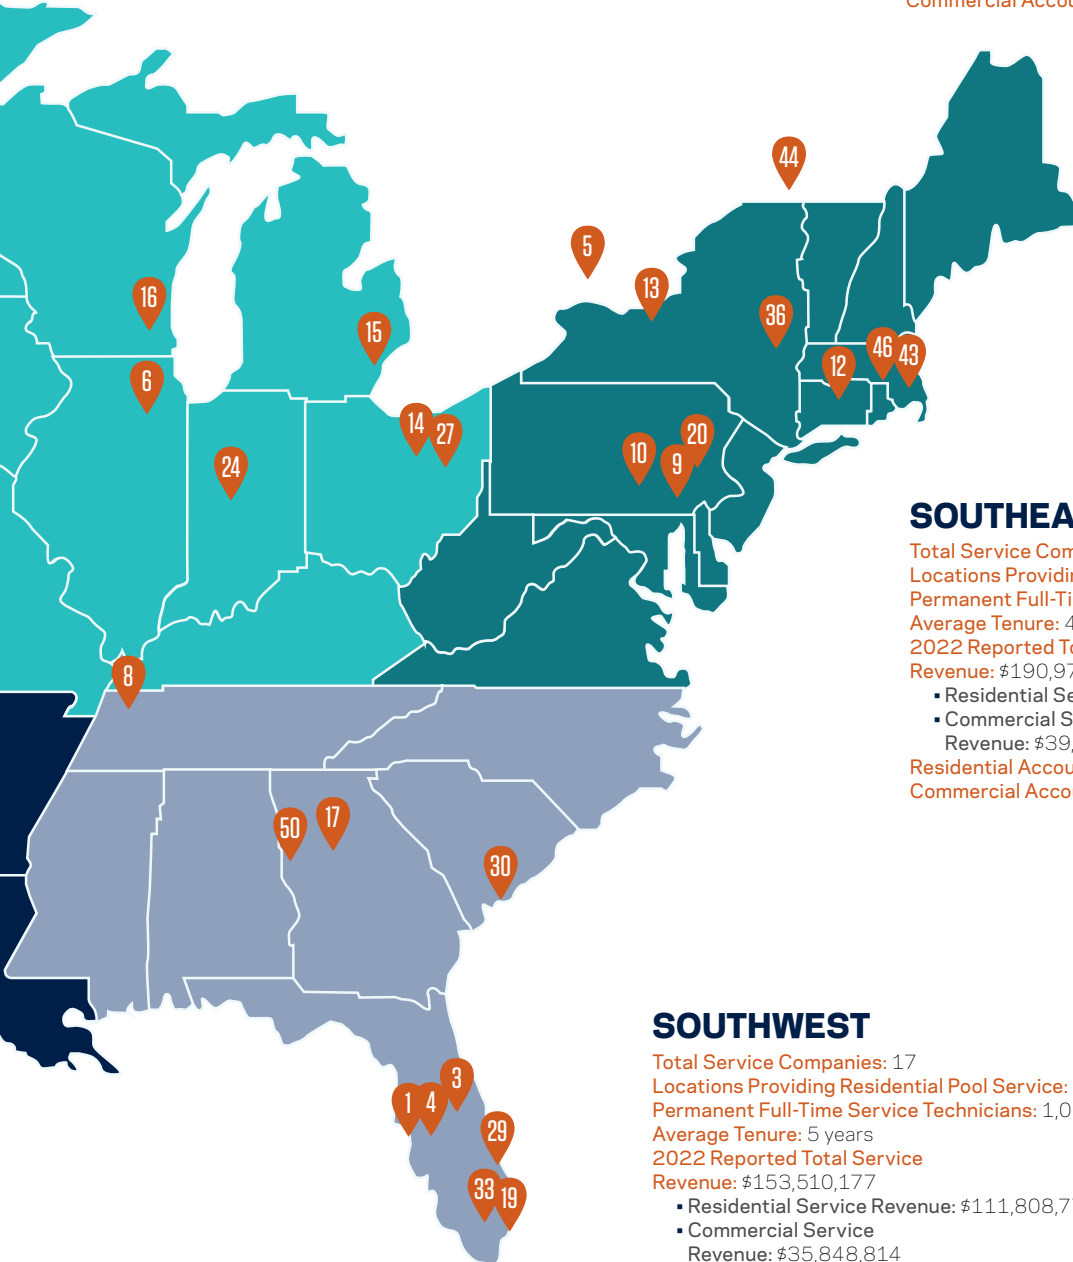 Commercial Accou
44
5
13
16
36
15
46
43
12
6
14
27
20
10
9
24
SOUTHEA
Total Service Com
Locations Providin
Permanent Full-Ti
Average Tenure: 4
2022 Reported To
Revenue: $190,97
▪ Residential Se
▪ Commercial S
Revenue: $39,
Residential Accou
Commercial Acco
8
50
17
30
SOUTHWEST
Total Service Companies: 17
Locations Providing Residential Pool Service:
Permanent Full-Time Service Technicians: 1,0
Average Tenure: 5 years
2022 Reported Total Service
Revenue: $153,510,177
▪ Residential Service Revenue: $111,808,7
▪ Commercial Service
Revenue: $35,848,814
3
1
4
29
33
19